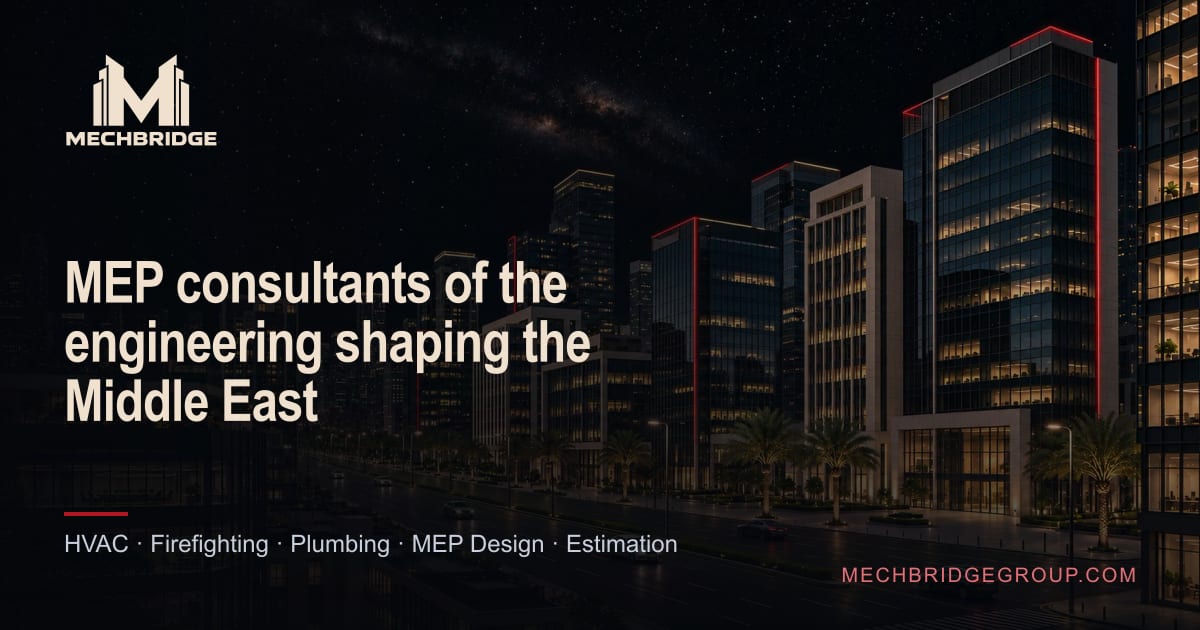 MECHBRIDGE
MEP consultants of the
engineering shaping the
Middle East
HVAC · Firefighting · Plumbing · MEP Design · Estimation
MECHBRIDGEGROUP.COM